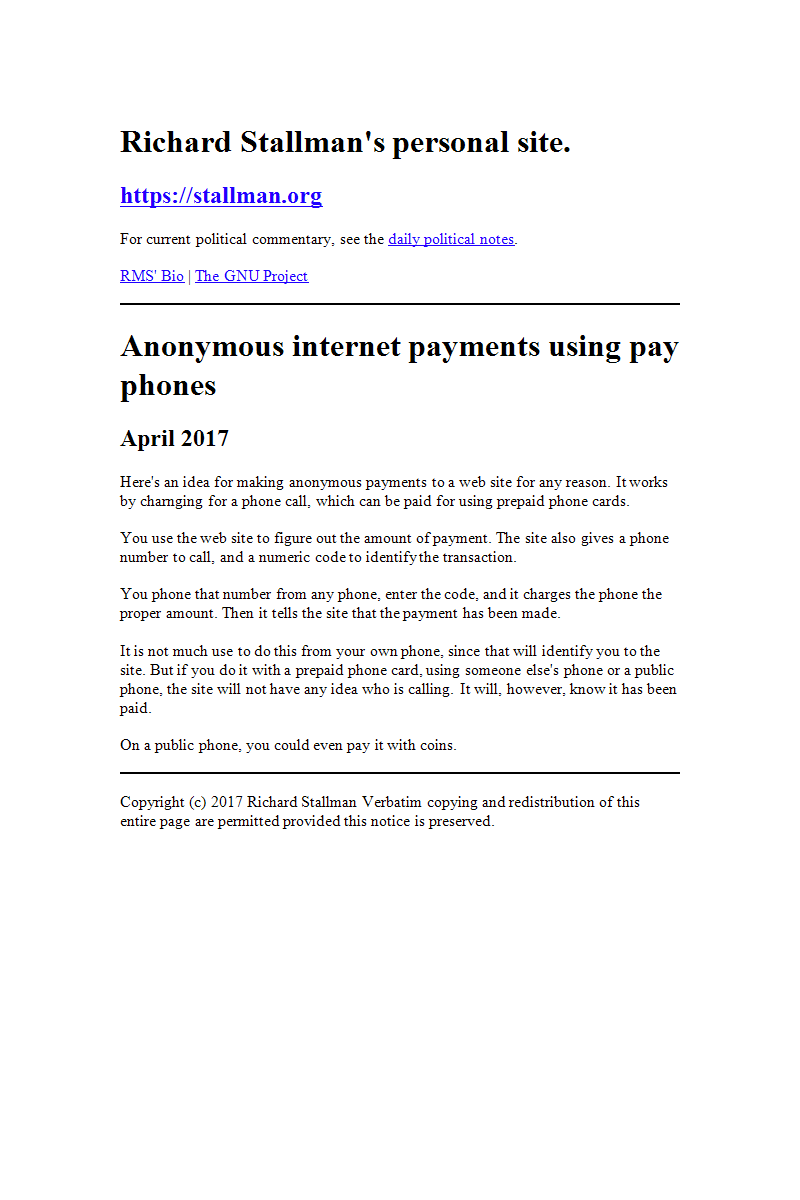 Richard Stallman's personal site.
https://stallman.org
For current political commentary, see the daily political notes.
RMS' Bio | The GNU Project
Anonymous internet payments using pay
phones
April 2017
Here's an idea for making anonymous payments to a web site for any reason. It works
by charnging for a phone call, which can be paid for using prepaid phone cards.
You use the web site to figure out the amount of payment. The site also gives a phone
number to call, and a numeric code to identify the transaction.
You phone that number from any phone, enter the code, and it charges the phone the
proper amount. Then it tells the site that the payment has been made.
It is not much use to do this from your own phone, since that will identify you to the
site. But if you do it with a prepaid phone card, using someone else's phone or a public
phone, the site will not have any idea who is calling. It will, however, know it has been
paid.
On a public phone, you could even pay it with coins.
Copyright (c) 2017 Richard Stallman Verbatim copying and redistribution of this
entire page are permitted provided this notice is preserved.